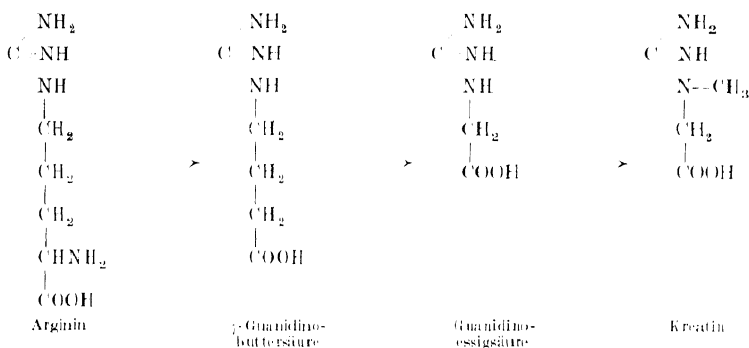 NH₂ NH₂ NH₂ NH₂
C NH C NH C NH C NH
NH NH NH N--CH₃
CH₂ CH₂ CH₂ CH₂
CH₂ CH₂ COOH COOH
CH₂ CH₂
CHNH₂ COOH
COOH
Arginin γ-Guanidino- Guanidino- Kreatin
buttersäure essigsäure